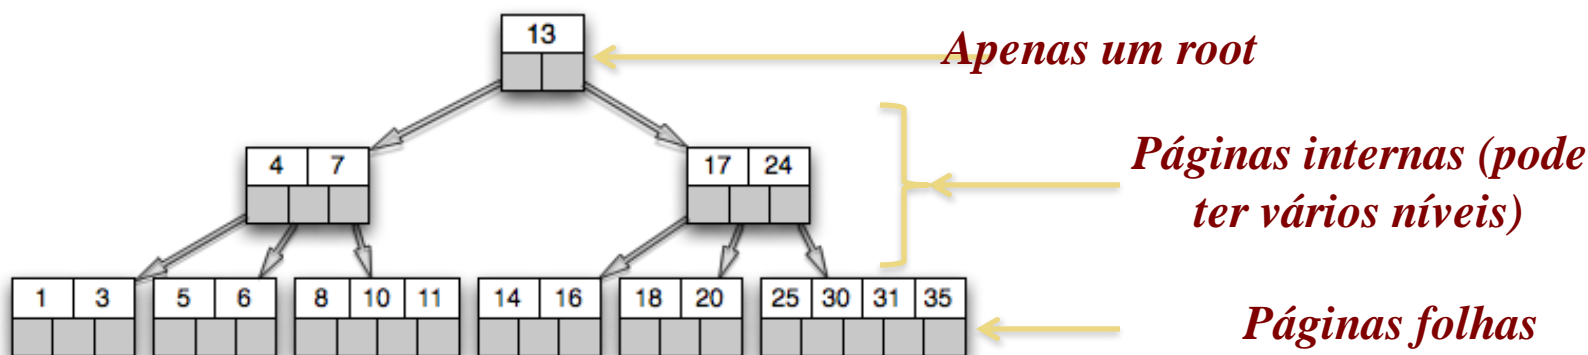 13
Apenas um root
4 7
17 24
Páginas internas (pode
ter vários níveis)
1 3
5 6
8 10 11
14 16
18 20
25 30 31 35
Páginas folhas